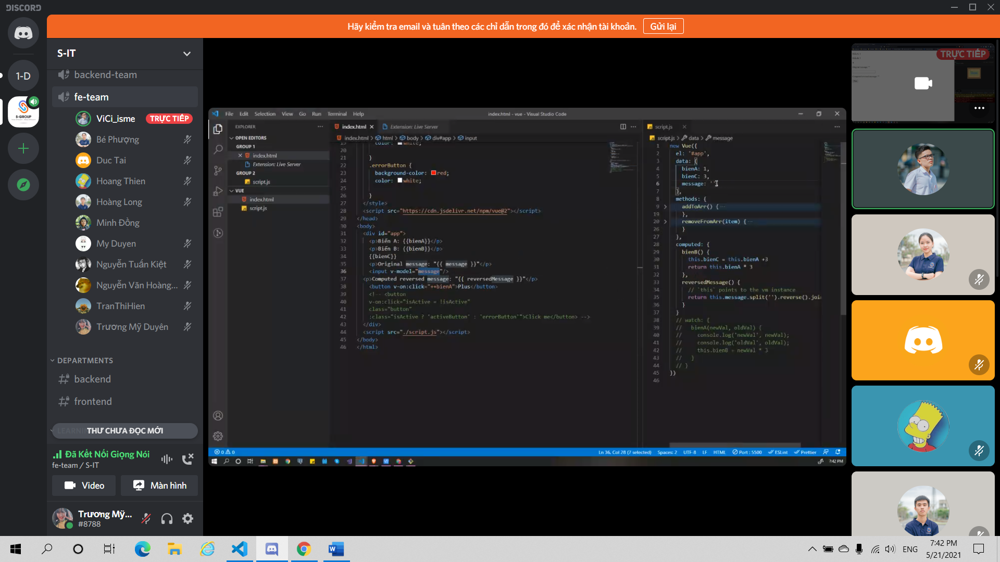 DISCORD
Hãy kiểm tra email và tuân theo các chỉ dẫn trong đó để xác nhận tài khoản. Gửi lại
S-IT
1-D
S-GROUP
backend-team
fe-team
ViCi_isme TRỰC TIẾP
Bé Phượng
Duc Tai
Hoang Thien
Hoàng Long
Minh Đồng
My Duyen
Nguyễn Tuấn Kiệt
Nguyễn Văn Hoàng...
TranThiHien
Trương Mỹ Duyên
DEPARTMENTS
backend
frontend
THƯ CHƯA ĐỌC MỚI
Đã Kết Nối Giọng Nói
fe-team / S-IT
Video
Màn hình
Trương Mỹ...
#8788
File Edit Selection View Go Run Terminal Help
index.html - vue - Visual Studio Code
EXPLORER
OPEN EDITORS
GROUP 1
index.html
Extension: Live Server
GROUP 2
script.js
VUE
index.html
script.js
index.html Extension: Live Server
index.html > html > body > div#app > input
19 color: white;
20
21 }
22 .errorButton {
23 background-color: red;
24 color: white;
25
26 }
27 </style>
28 <script src="https://cdn.jsdelivr.net/npm/vue@2"></script>
29 </head>
30 <body>
31 <div id="app">
32 <p>Biến A: {{bienA}}</p>
33 <p>Biến B: {{bienB}}</p>
34 {{bienC}}
35 <p>Original message: "{{ message }}"</p>
36 <input v-model="message"/>
37 <p>Computed reversed message: "{{ reversedMessage }}"</p>
38 <button v-on:click="++bienA">Plus</button>
39 <!-- <button
40 v-on:click="isActive = !isActive"
41 class="button"
42 :class="isActive ? 'activeButton' : 'errorButton'">Click me</button> -->
43 </div>
44 <script src="./script.js"></script>
45 </body>
46 </html>
script.js
script.js > data > message
1 new Vue({
2 el: '#app',
3 data: {
4 bienA: 1,
5 bienC: 3,
6 message: ''
7 },
8 methods: {
9 addToArr() { ...
19 },
20 removeFromArr(item) { ...
26 }
27 },
28 computed: {
29 bienB() {
30 this.bienC = this.bienA +3
31 return this.bienA * 3
32 },
33 reversedMessage() {
34 // `this` points to the vm instance
35 return this.message.split('').reverse().joi
36 }
37 }
38 // watch: {
39 // bienA(newVal, oldVal) {
40 // console.log('newVal', newVal);
41 // console.log('oldVal', oldVal);
42 // this.bienB = newVal * 3
43 // }
44 // }
45 })
46
0 0
Ln 36, Col 28 (7 selected) Spaces: 2 UTF-8 LF HTML Port : 5500 ESLint Prettier
7:42 PM
TRỰC TIẾP
ENG
7:42 PM
5/21/2021